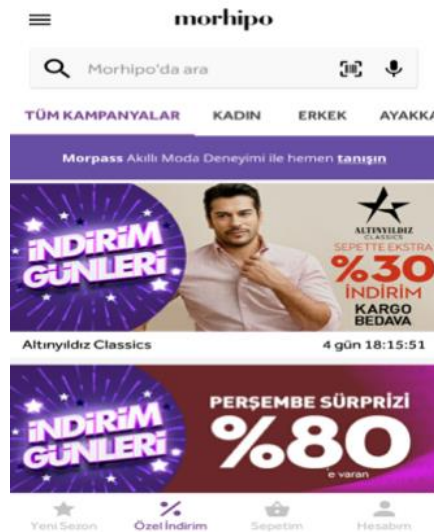 morhipo
Morhipo'da ara
TÜM KAMPANYALAR KADIN ERKEK AYAKKA
Morpass Akıllı Moda Deneyimi ile hemen tanışın
İNDİRİM
GÜNLERİ
ALTINYILDIZ
CLASSICS
SEPETTE EKSTRA
%30
İNDİRİM
KARGO
BEDAVA
Altınyıldız Classics 4 gün 18:15:51
İNDİRİM
GÜNLERİ
PERŞEMBE SÜRPRİZİ
%80
'e varan
Yeni Sezon Özel İndirim Sepetim Hesabım